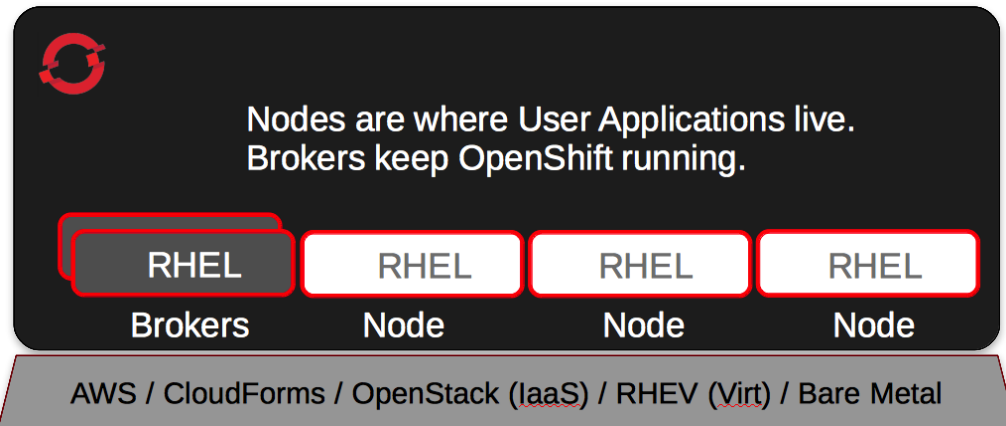 Nodes are where User Applications live.
Brokers keep OpenShift running.
RHEL RHEL RHEL RHEL
Brokers Node Node Node
AWS / CloudForms / OpenStack (IaaS) / RHEV (Virt) / Bare Metal